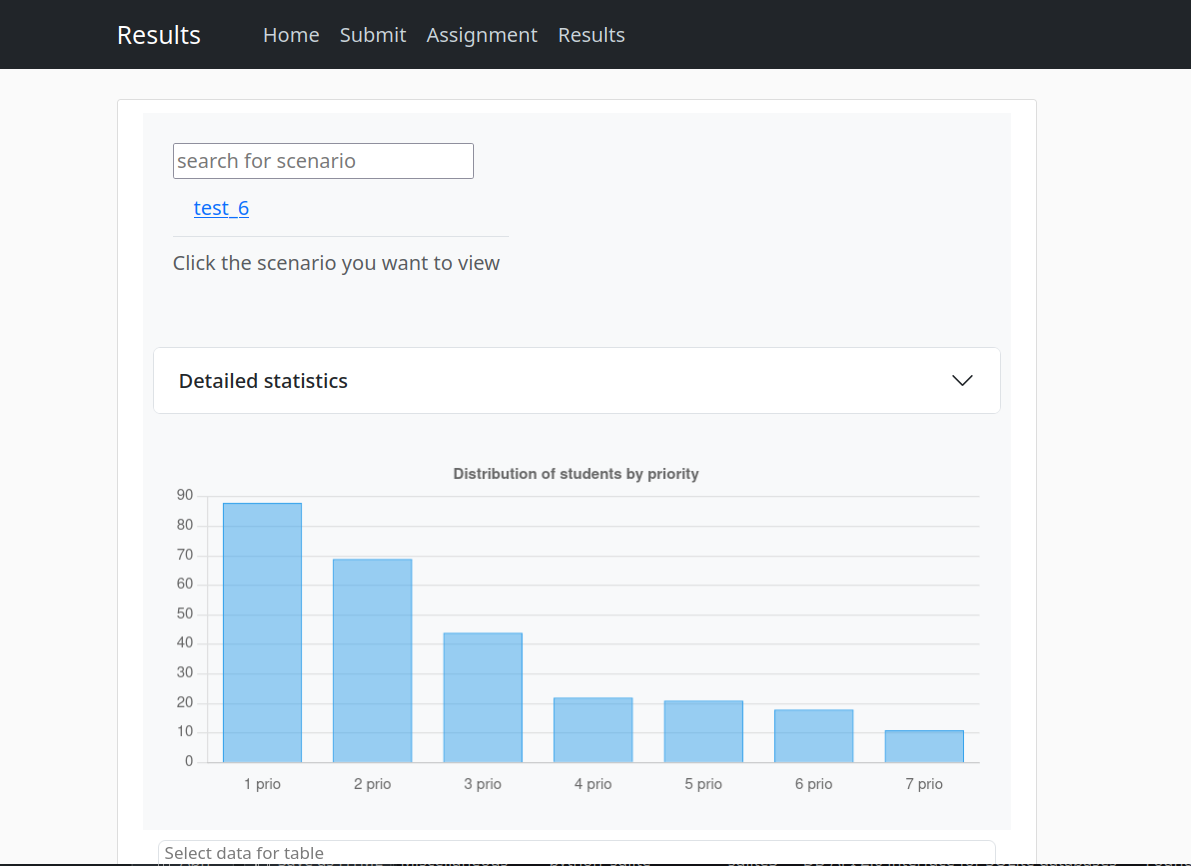 Results Home Submit Assignment Results
search for scenario
test_6
Click the scenario you want to view
Detailed statistics
Distribution of students by priority
90
80
70
60
50
40
30
20
10
0
1 prio 2 prio 3 prio 4 prio 5 prio 6 prio 7 prio
Select data for table